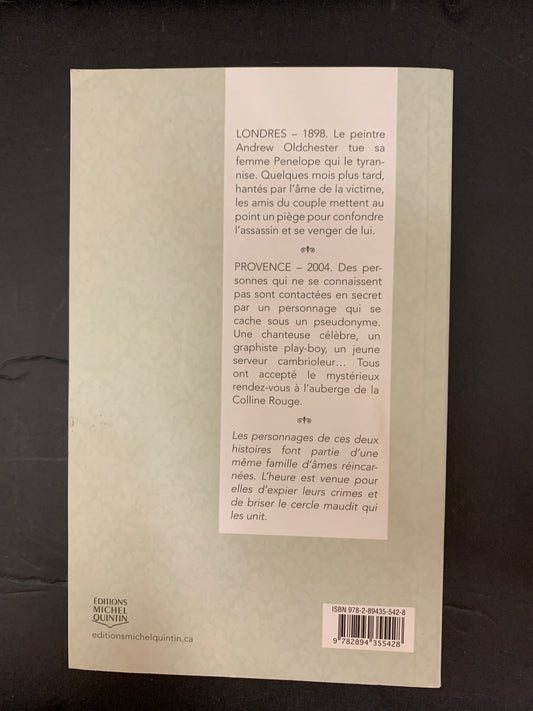 LONDRES – 1898. Le peintre
Andrew Oldchester tue sa
femme Penelope qui le tyran-
nise. Quelques mois plus tard,
hantés par l'âme de la victime,
les amis du couple mettent au
point un piège pour confondre
l'assassin et se venger de lui.
PROVENCE – 2004. Des per-
sonnes qui ne se connaissent
pas sont contactées en secret
par un personnage qui se
cache sous un pseudonyme.
Une chanteuse célèbre, un
graphiste play-boy, un jeune
serveur cambrioleur... Tous
ont accepté le mystérieux
rendez-vous à l'auberge de la
Colline Rouge.
Les personnages de ces deux
histoires font partie d'une
même famille d'âmes réincar-
nées. L'heure est venue pour
elles d'expier leurs crimes et
de briser le cercle maudit qui
les unit.
ÉDITIONS
MICHEL
QUINTIN
editionsmichelquintin.ca
ISBN 978-2-89435-542-8
9 782894 355428